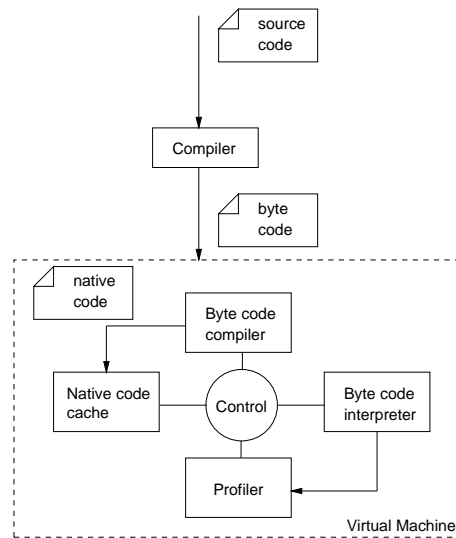 source
code
Compiler
byte
code
native
code
Byte code
compiler
Native code
cache
Control
Byte code
interpreter
Profiler
Virtual Machine